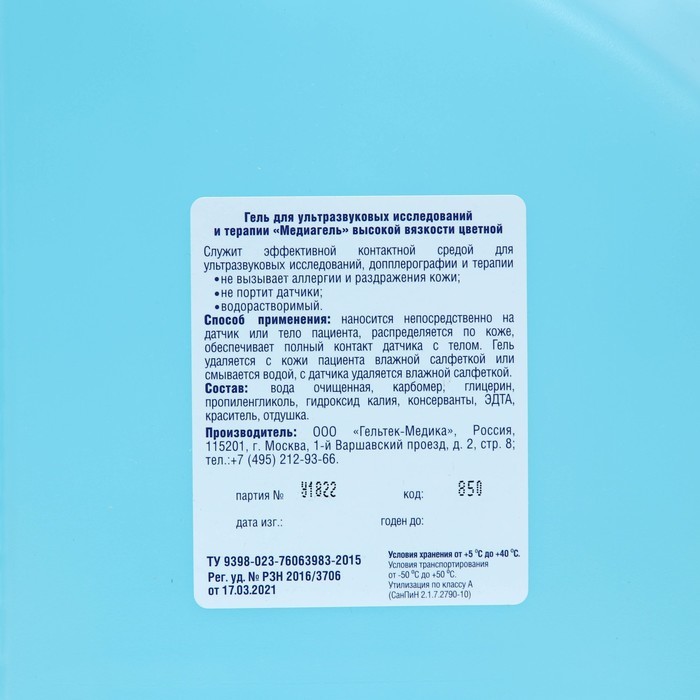 Гель для ультразвуковых исследований
и терапии «Медиагель» высокой вязкости цветной
Служит эффективной контактной средой для
ультразвуковых исследований, допплерографии и терапии
•не вызывает аллергии и раздражения кожи;
•не портит датчики;
•водорастворимый.
Способ применения: наносится непосредственно на
датчик или тело пациента, распределяется по коже,
обеспечивает полный контакт датчика с телом. Гель
удаляется с кожи пациента влажной салфеткой или
смывается водой, с датчика удаляется влажной салфеткой.
Состав: вода очищенная, карбомер, глицерин,
пропиленгликоль, гидроксид калия, консерванты, ЭДТА,
краситель, отдушка.
Производитель: ООО «Гельтек-Медика», Россия,
115201, г. Москва, 1-й Варшавский проезд, д. 2, стр. 8;
тел.:+7 (495) 212-93-66.
партия № У1822 код: 850
дата изг.: годен до:
ТУ 9398-023-76063983-2015
Рег. уд. № РЗН 2016/3706
от 17.03.2021
Условия хранения от +5 °С до +40 °С.
Условия транспортирования
от -50 °С до +50 °С.
Утилизация по классу А
(СанПиН 2.1.7.2790-10)